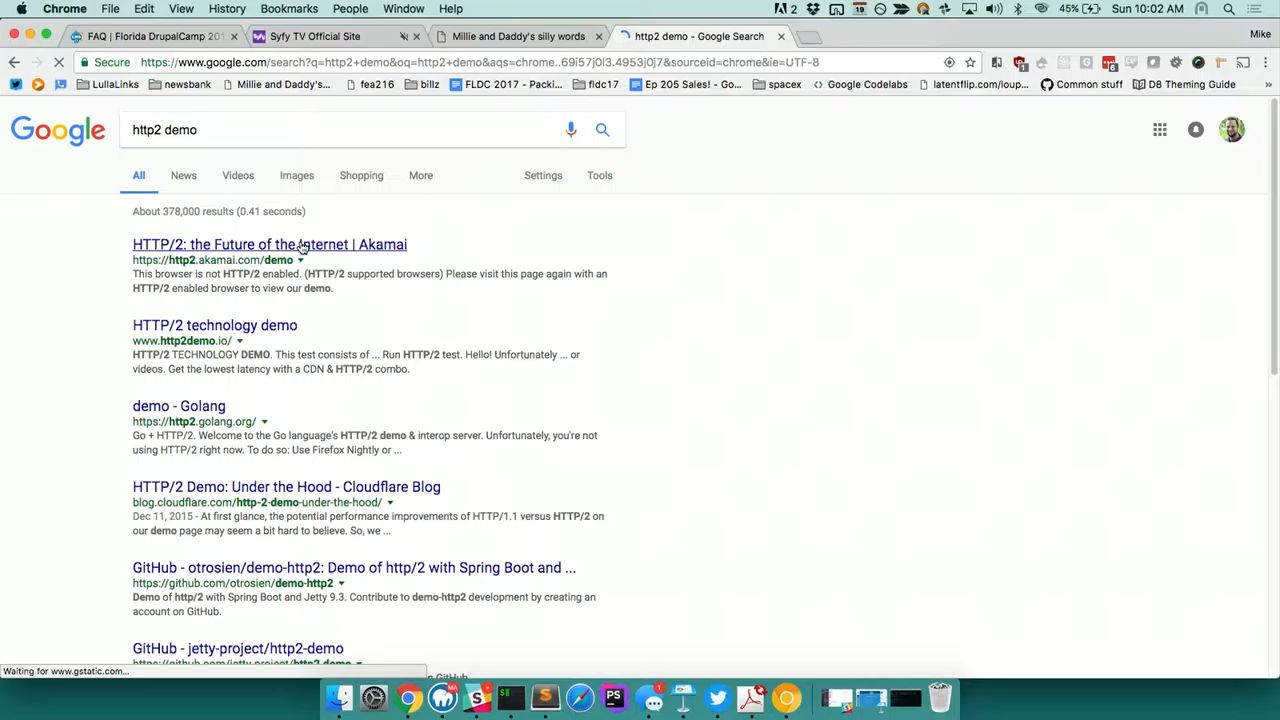 Chrome File Edit View History Bookmarks People Window Help 2 19 45% Sun 10:02 AM
FAQ | Florida DrupalCamp 2017 Syfy TV Official Site Millie and Daddy's silly words http2 demo - Google Search Mike
Secure https://www.google.com/search?q=http2+demo&oq=http2+demo&aqs=chrome..69i57j0l3.4953j0j7&sourceid=chrome&ie=UTF-8
LullaLinks newsbank Millie and Daddy's... fea216 billz FLDC 2017 - Packi... fldc17 Ep 205 Sales! - Go... spacex Google Codelabs latentflip.com/loup... Common stuff D8 Theming Guide »
Google http2 demo
All News Videos Images Shopping More Settings Tools
About 378,000 results (0.41 seconds)
HTTP/2: the Future of the Internet | Akamai
https://http2.akamai.com/demo
This browser is not HTTP/2 enabled. (HTTP/2 supported browsers) Please visit this page again with an
HTTP/2 enabled browser to view our demo.
HTTP/2 technology demo
www.http2demo.io/
HTTP/2 TECHNOLOGY DEMO. This test consists of ... Run HTTP/2 test. Hello! Unfortunately ... or
videos. Get the lowest latency with a CDN & HTTP/2 combo.
demo - Golang
https://http2.golang.org/
Go + HTTP/2. Welcome to the Go language's HTTP/2 demo & interop server. Unfortunately, you're not
using HTTP/2 right now. To do so: Use Firefox Nightly or ...
HTTP/2 Demo: Under the Hood - Cloudflare Blog
blog.cloudflare.com/http-2-demo-under-the-hood/
Dec 11, 2015 - At first glance, the potential performance improvements of HTTP/1.1 versus HTTP/2 on
our demo page may seem a bit hard to believe. So, we ...
GitHub - otrosien/demo-http2: Demo of http/2 with Spring Boot and ...
https://github.com/otrosien/demo-http2
Demo of http/2 with Spring Boot and Jetty 9.3. Contribute to demo-http2 development by creating an
account on GitHub.
GitHub - jetty-project/http2-demo
https://github.com/jetty-project/http2-demo
Waiting for www.gstatic.com...
GitHub.